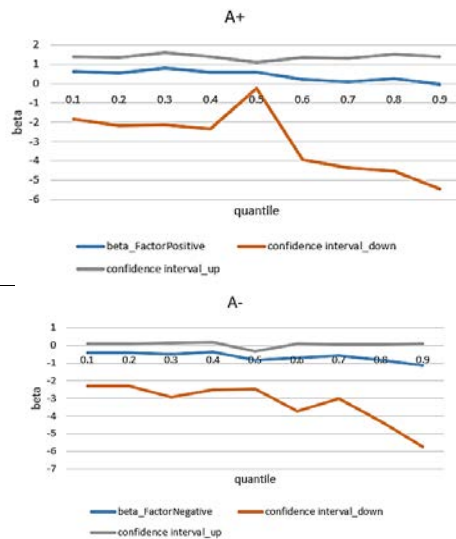 A+
2
1
0
-1
-2
-3
-4
-5
-6
beta
0.1 0.2 0.3 0.4 0.5 0.6 0.7 0.8 0.9
quantile
beta_FactorPositive confidence interval_down
confidence interval_up
A-
1
0
-1
-2
-3
-4
-5
-6
-7
beta
0.1 0.2 0.3 0.4 0.5 0.6 0.7 0.8 0.9
quantile
beta_FactorNegative confidence interval_down
confidence interval_up